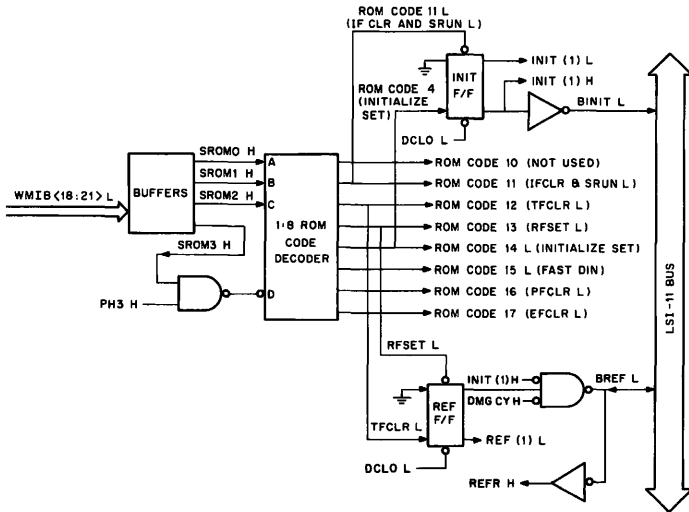 ROM CODE 11 L
(IF CLR AND SRUN L)
ROM CODE 4
(INITIALIZE
SET)
INIT
F/F
INIT (1) L
INIT (1) H
BINIT L
DCLO L
WMIB<18:21> L
BUFFERS
SROM0 H
SROM1 H
SROM2 H
SROM3 H
PH3 H
A
B
C
D
1:8 ROM
CODE
DECODER
ROM CODE 10 (NOT USED)
ROM CODE 11 (IFCLR & SRUN L)
ROM CODE 12 (TFCLR L)
ROM CODE 13 (RFSET L)
ROM CODE 14 L (INITIALIZE SET)
ROM CODE 15 L (FAST DIN)
ROM CODE 16 (PFCLR L)
ROM CODE 17 (EFCLR L)
RFSET L
REF
F/F
TFCLR L
DCLO L
INIT (1) H
DMG CY H
BREF L
REF (1) L
REFR H
LSI-11 BUS